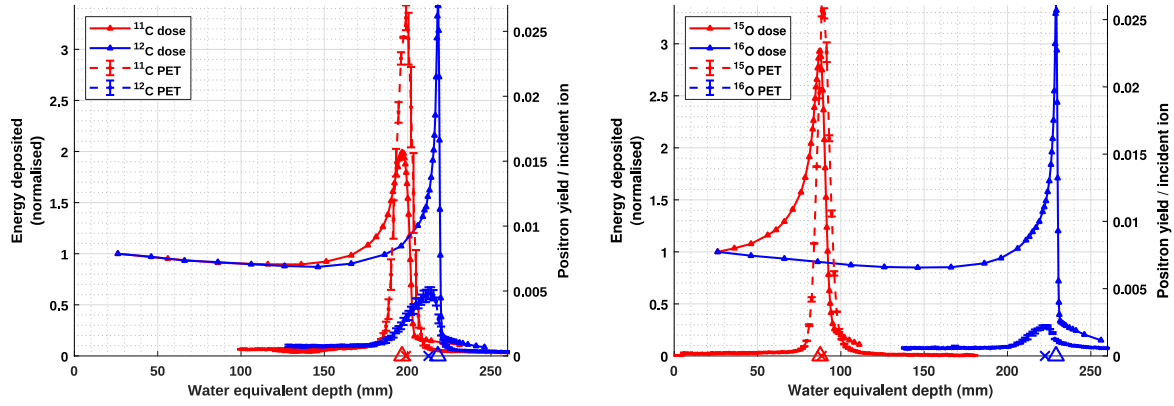 ¹¹C dose
¹²C dose
¹¹C PET
¹²C PET
Energy deposited
(normalised)
0
0.5
1
1.5
2
2.5
3
0
0.005
0.01
0.015
0.02
0.025
Positron yield / incident ion
0
50
100
150
200
250
Water equivalent depth (mm)
¹⁵O dose
¹⁶O dose
¹⁵O PET
¹⁶O PET
Energy deposited
(normalised)
0
0.5
1
1.5
2
2.5
3
0
0.005
0.01
0.015
0.02
0.025
Positron yield / incident ion
0
50
100
150
200
250
Water equivalent depth (mm)